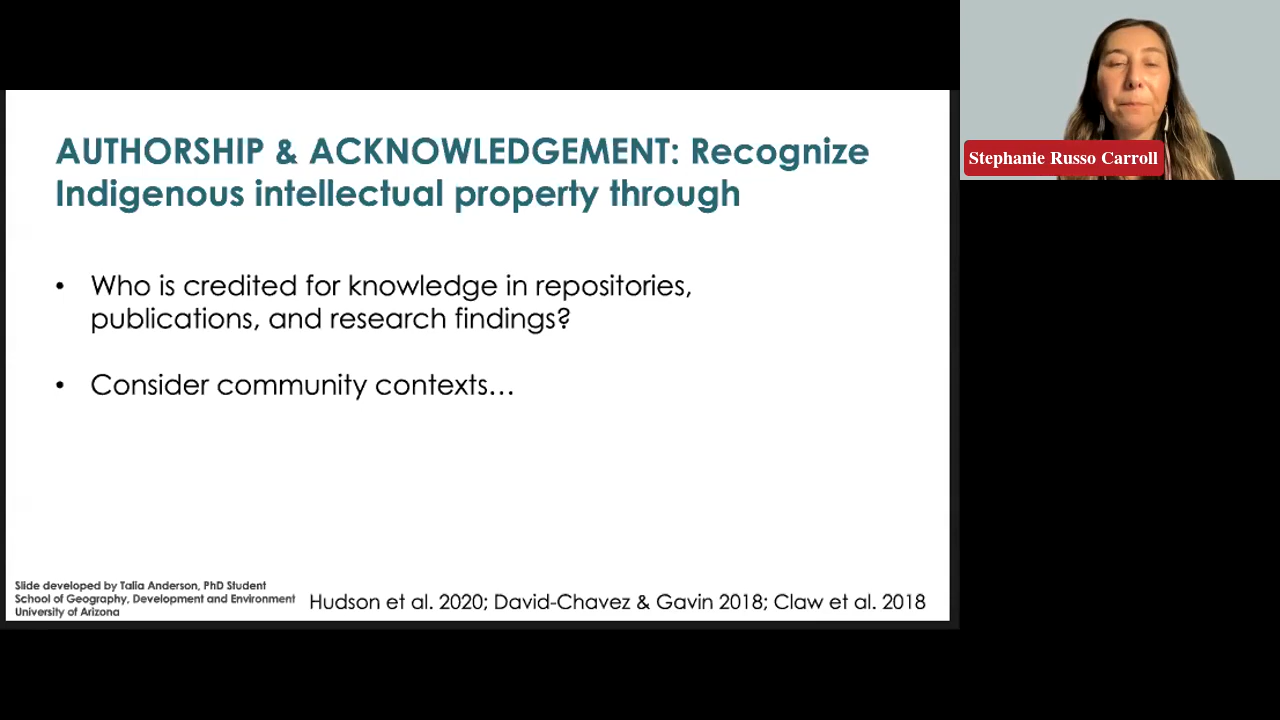 AUTHORSHIP & ACKNOWLEDGEMENT: Recognize
Indigenous intellectual property through
• Who is credited for knowledge in repositories,
publications, and research findings?
• Consider community contexts…
Slide developed by Talia Anderson, PhD Student
School of Geography, Development and Environment
University of Arizona
Hudson et al. 2020; David-Chavez & Gavin 2018; Claw et al. 2018
Stephanie Russo Carroll